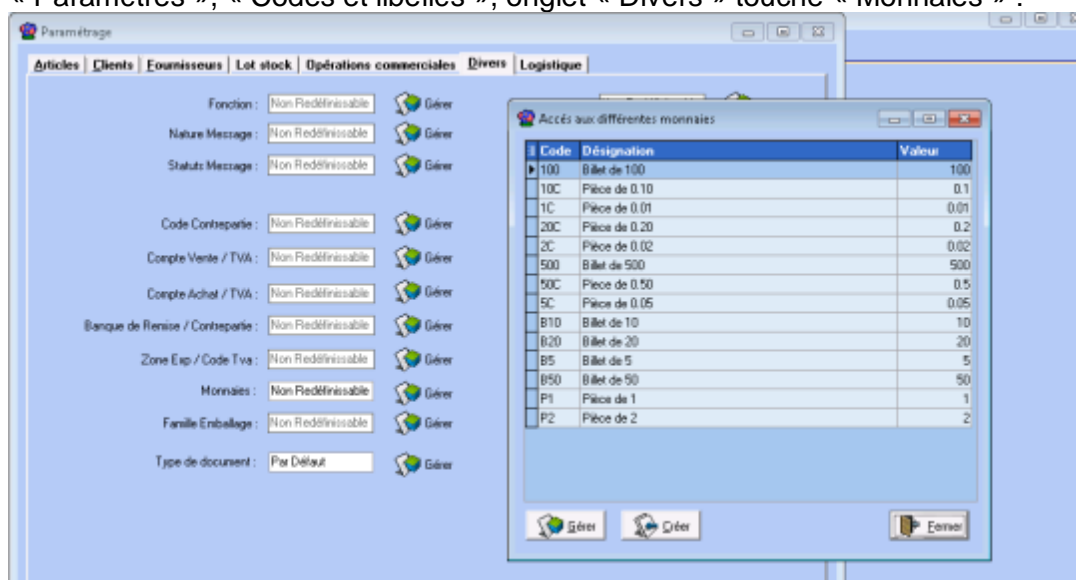 « Paramètres », « Codes et libellés », onglet « Divers » touche « Monnaies » :
Paramétrage
Articles Clients Fournisseurs Lot stock Opérations commerciales Divers Logistique
Fonction : Non Redéfinissable Gérer
Nature Message : Non Redéfinissable Gérer
Statuts Message : Non Redéfinissable Gérer
Code Contrepartie : Non Redéfinissable Gérer
Compte Vente / TVA : Non Redéfinissable Gérer
Compte Achat / TVA : Non Redéfinissable Gérer
Banque de Remise / Contrepartie : Non Redéfinissable Gérer
Zone Exp / Code Tva : Non Redéfinissable Gérer
Monnaies : Non Redéfinissable Gérer
Famille Emballage : Non Redéfinissable Gérer
Type de document : Par Défaut Gérer
Accés aux différentes monnaies
Code Désignation Valeur
100 Billet de 100 100
10C Pièce de 0.10 0.1
1C Pièce de 0.01 0.01
20C Pièce de 0.20 0.2
2C Pièce de 0.02 0.02
500 Billet de 500 500
50C Pièce de 0.50 0.5
5C Pièce de 0.05 0.05
B10 Billet de 10 10
B20 Billet de 20 20
B5 Billet de 5 5
B50 Billet de 50 50
P1 Pièce de 1 1
P2 Pièce de 2 2
Gérer Créer Fermer